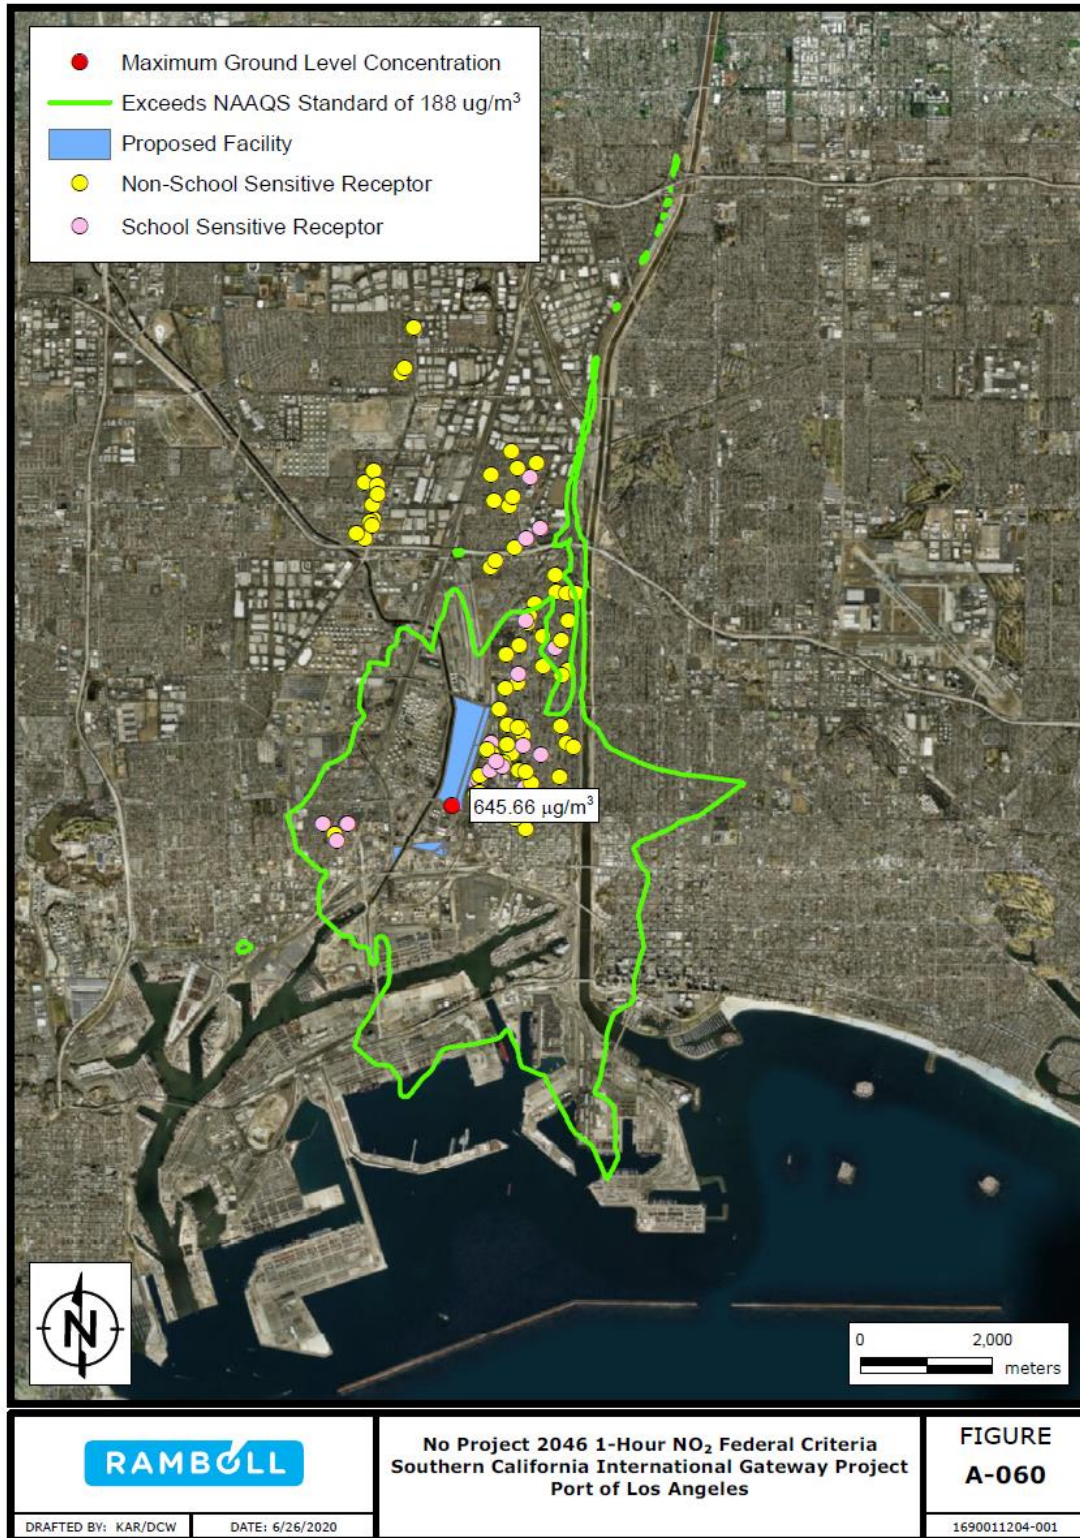 Maximum Ground Level Concentration
Exceeds NAAQS Standard of 188 ug/m³
Proposed Facility
Non-School Sensitive Receptor
School Sensitive Receptor
645.66 µg/m³
N
0 2,000
meters
RAMBOLL
No Project 2046 1-Hour NO₂ Federal Criteria
Southern California International Gateway Project
Port of Los Angeles
FIGURE
A-060
DRAFTED BY: KAR/DCW
DATE: 6/26/2020
1690011204-001